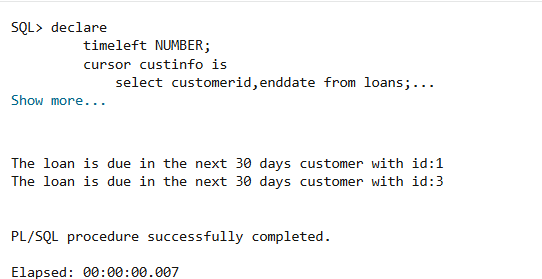 SQL> declare
timeleft NUMBER;
cursor custinfo is
select customerid,enddate from loans;...
Show more...
The loan is due in the next 30 days customer with id:1
The loan is due in the next 30 days customer with id:3
PL/SQL procedure successfully completed.
Elapsed: 00:00:00.007